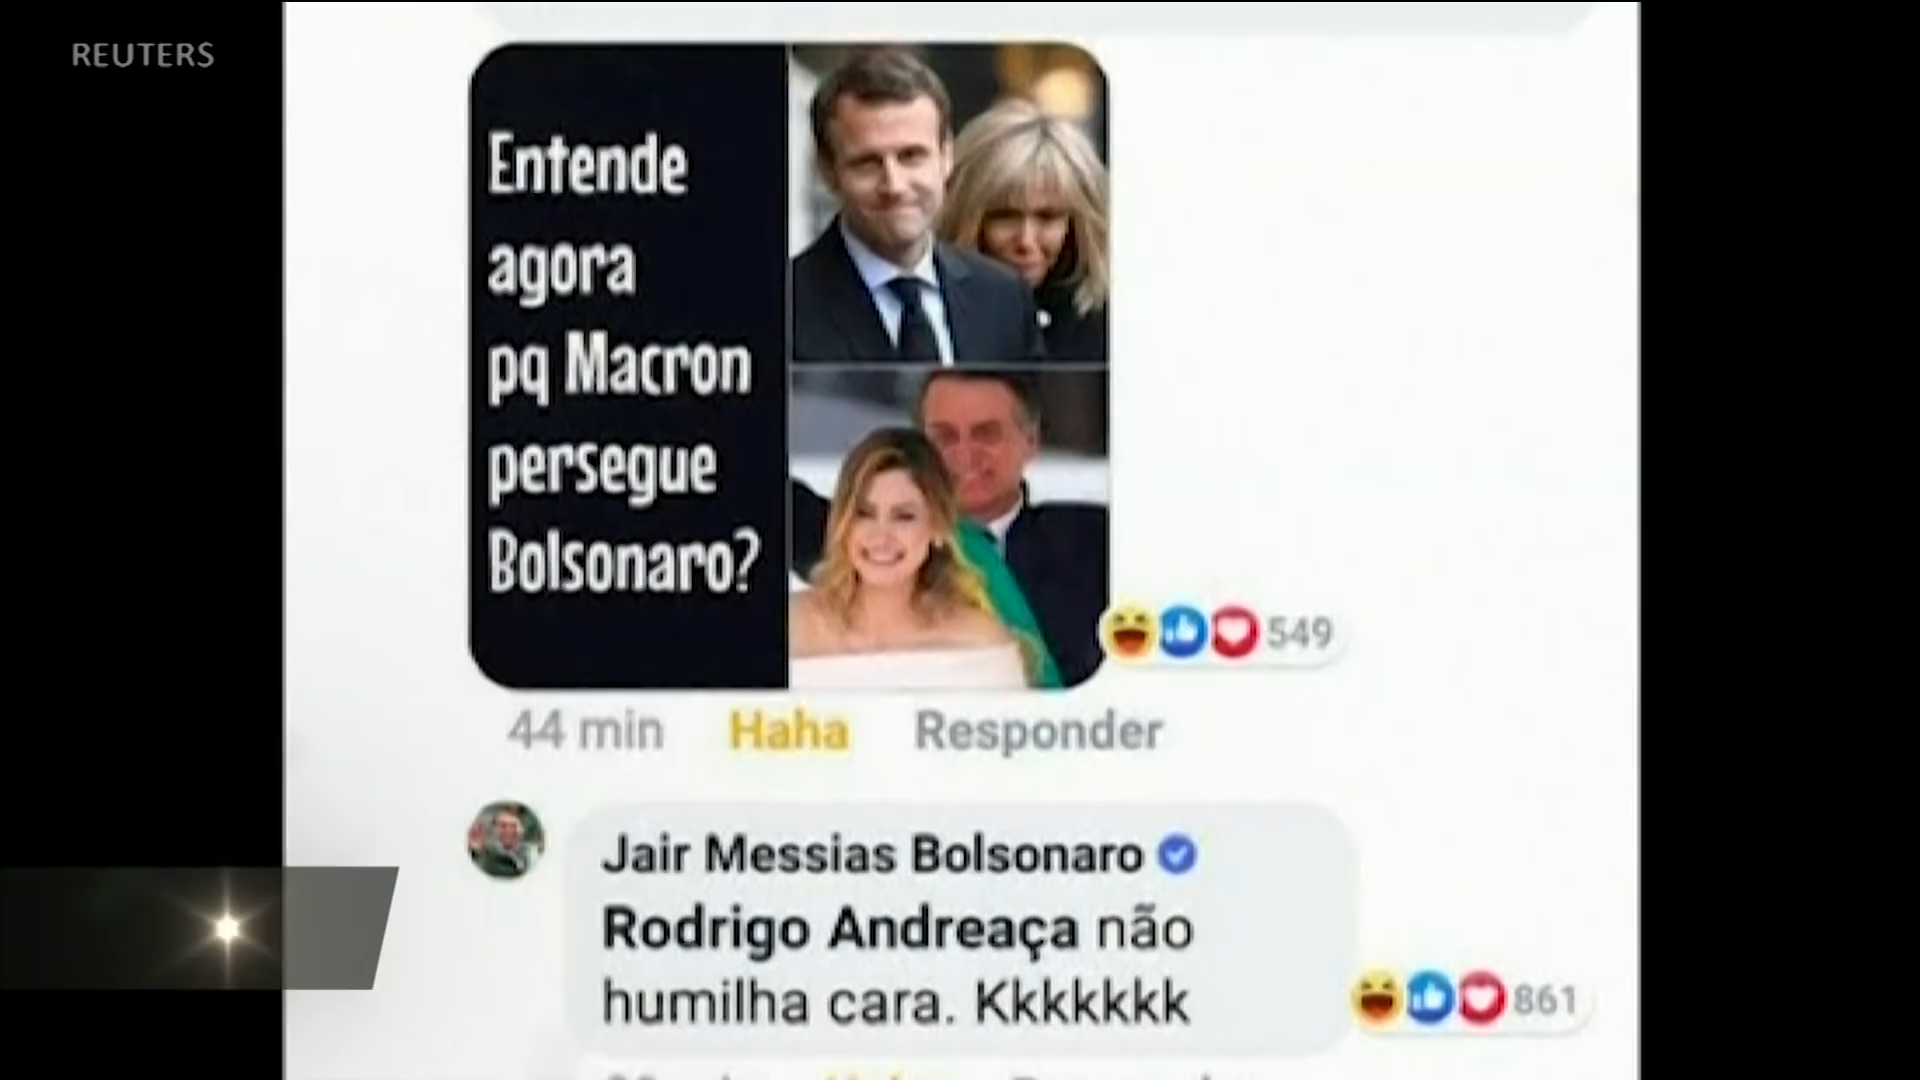 REUTERS
Entende
agora
pq Macron
persegue
Bolsonaro?
549
44 min Haha Responder
Jair Messias Bolsonaro
Rodrigo Andreaça não
humilha cara. Kkkkkkk
861